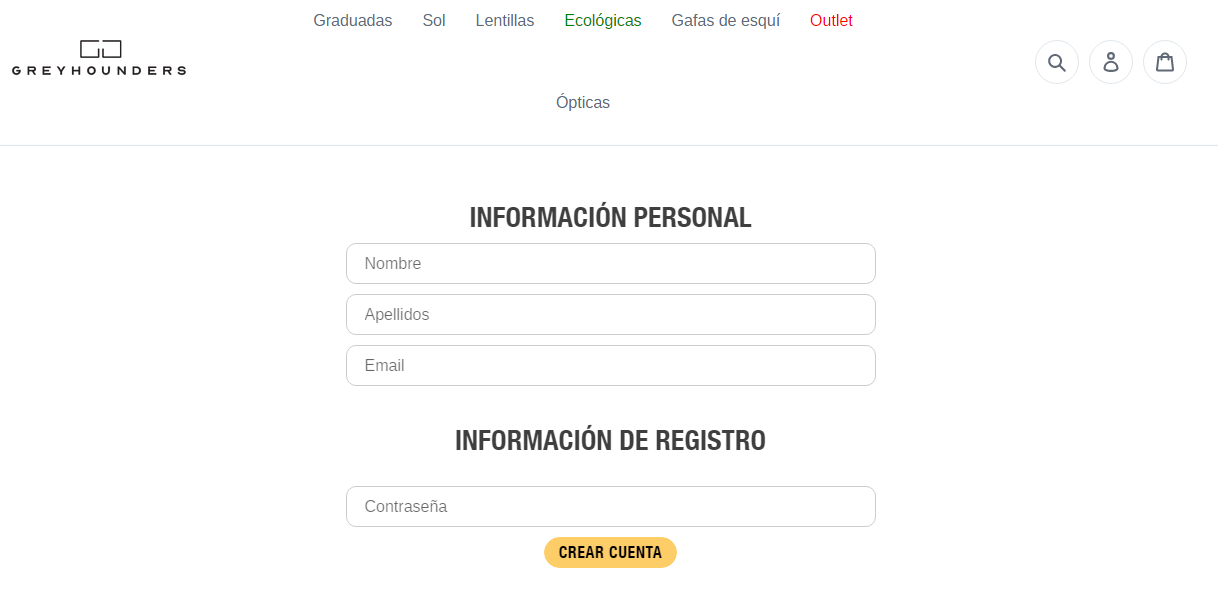 Graduadas Sol Lentillas Ecológicas Gafas de esquí Outlet
GREYHOUNDERS
Ópticas
INFORMACIÓN PERSONAL
Nombre
Apellidos
Email
INFORMACIÓN DE REGISTRO
Contraseña
CREAR CUENTA